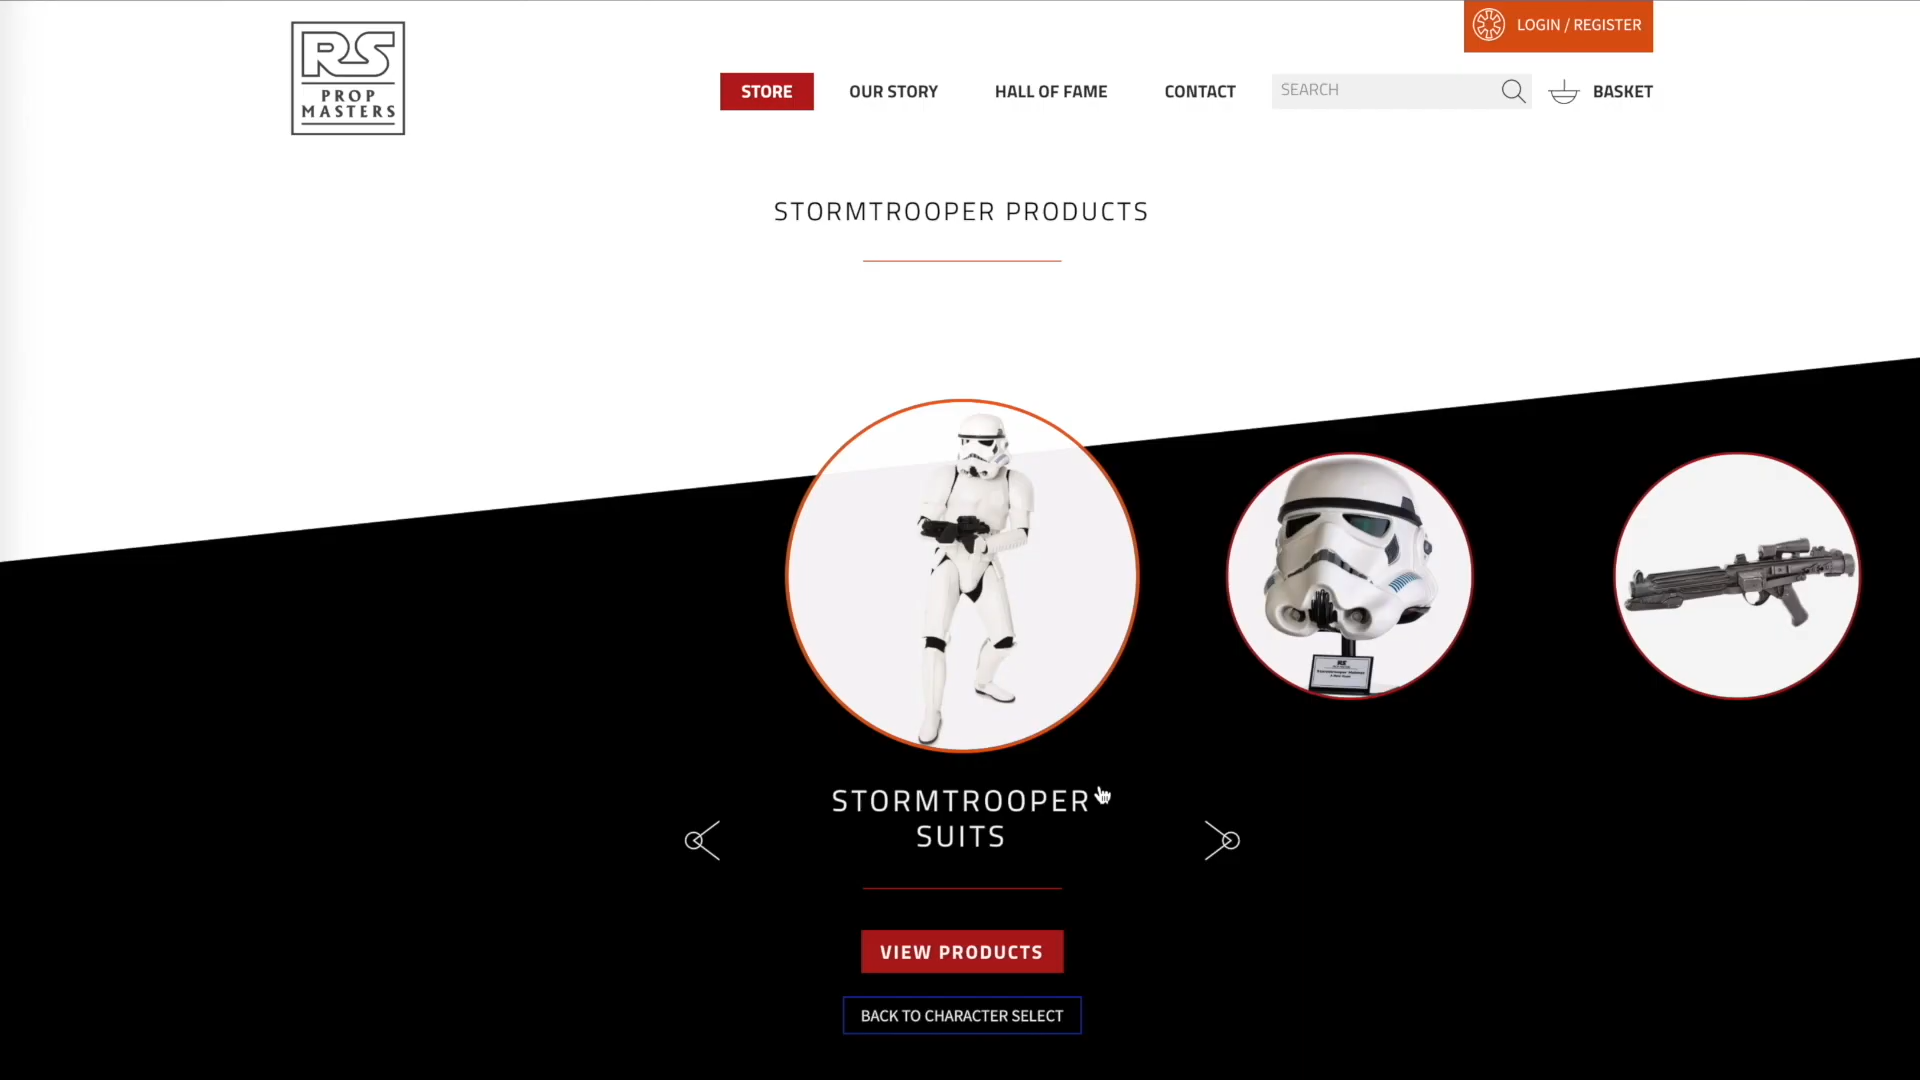 LOGIN / REGISTER
RS
PROP
MASTERS
STORE
OUR STORY
HALL OF FAME
CONTACT
SEARCH
BASKET
STORMTROOPER PRODUCTS
STORMTROOPER
SUITS
VIEW PRODUCTS
BACK TO CHARACTER SELECT